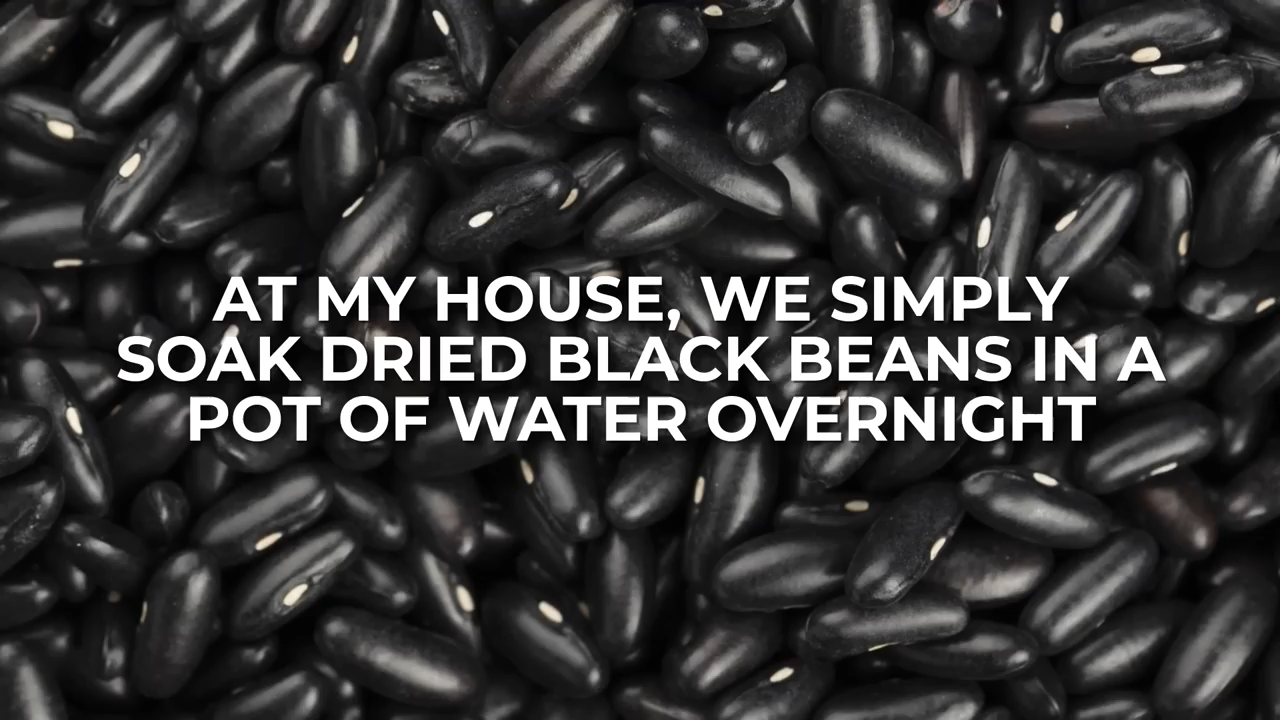 AT MY HOUSE, WE SIMPLY
SOAK DRIED BLACK BEANS IN A
POT OF WATER OVERNIGHT